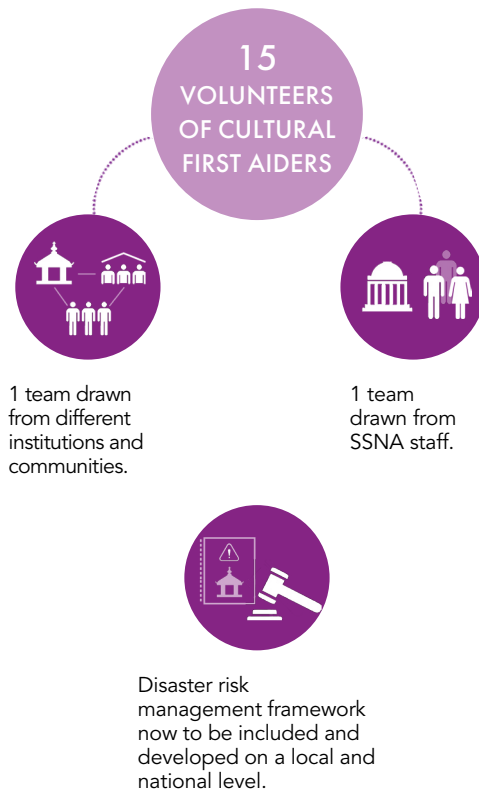 15
VOLUNTEERS
OF CULTURAL
FIRST AIDERS
1 team drawn
from different
institutions and
communities.
1 team
drawn from
SSNA staff.
Disaster risk
management framework
now to be included and
developed on a local and
national level.